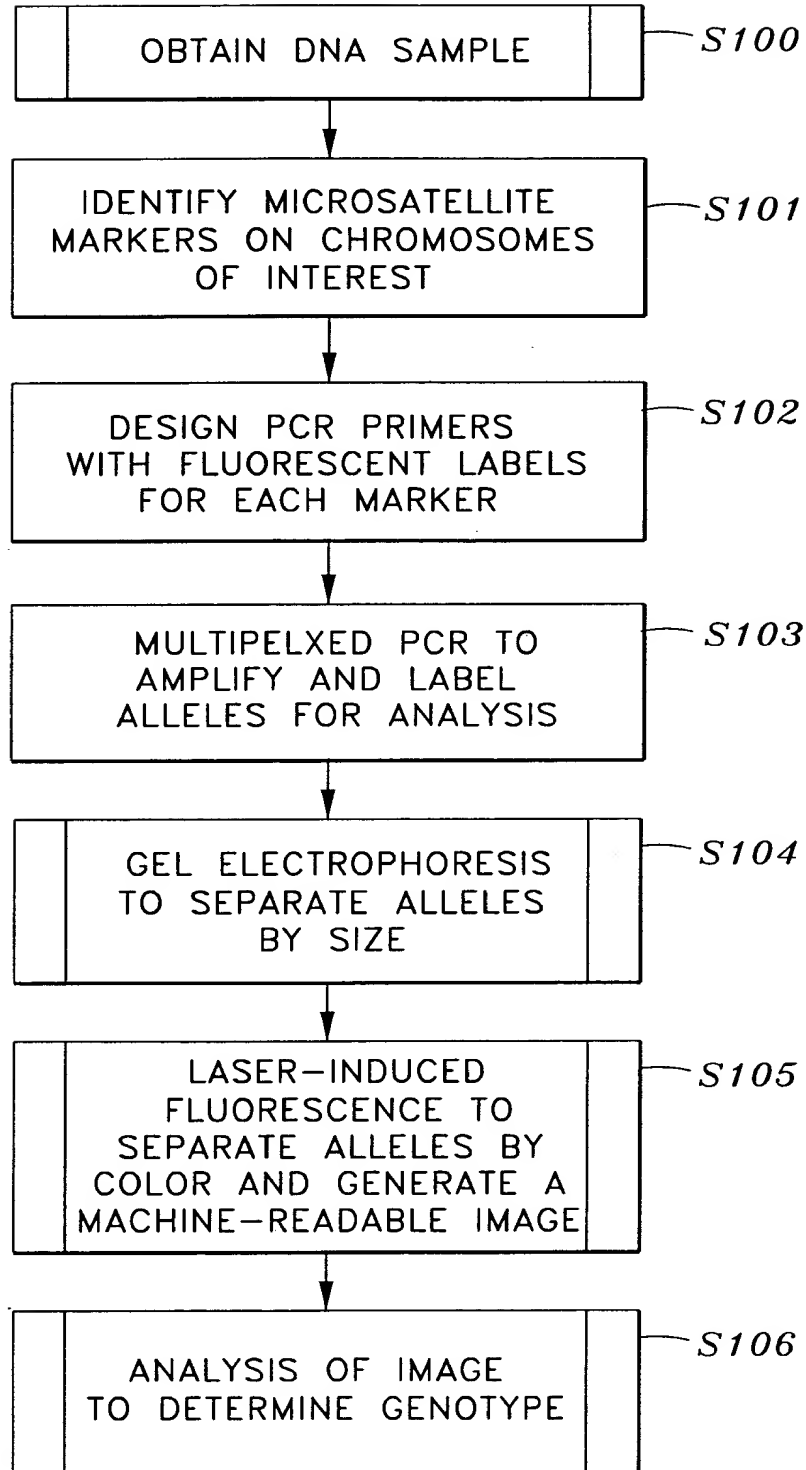 OBTAIN DNA SAMPLE
S100
IDENTIFY MICROSATELLITE
MARKERS ON CHROMOSOMES
OF INTEREST
S101
DESIGN PCR PRIMERS
WITH FLUORESCENT LABELS
FOR EACH MARKER
S102
MULTIPELXED PCR TO
AMPLIFY AND LABEL
ALLELES FOR ANALYSIS
S103
GEL ELECTROPHORESIS
TO SEPARATE ALLELES
BY SIZE
S104
LASER-INDUCED
FLUORESCENCE TO
SEPARATE ALLELES BY
COLOR AND GENERATE A
MACHINE-READABLE IMAGE
S105
ANALYSIS OF IMAGE
TO DETERMINE GENOTYPE
S106